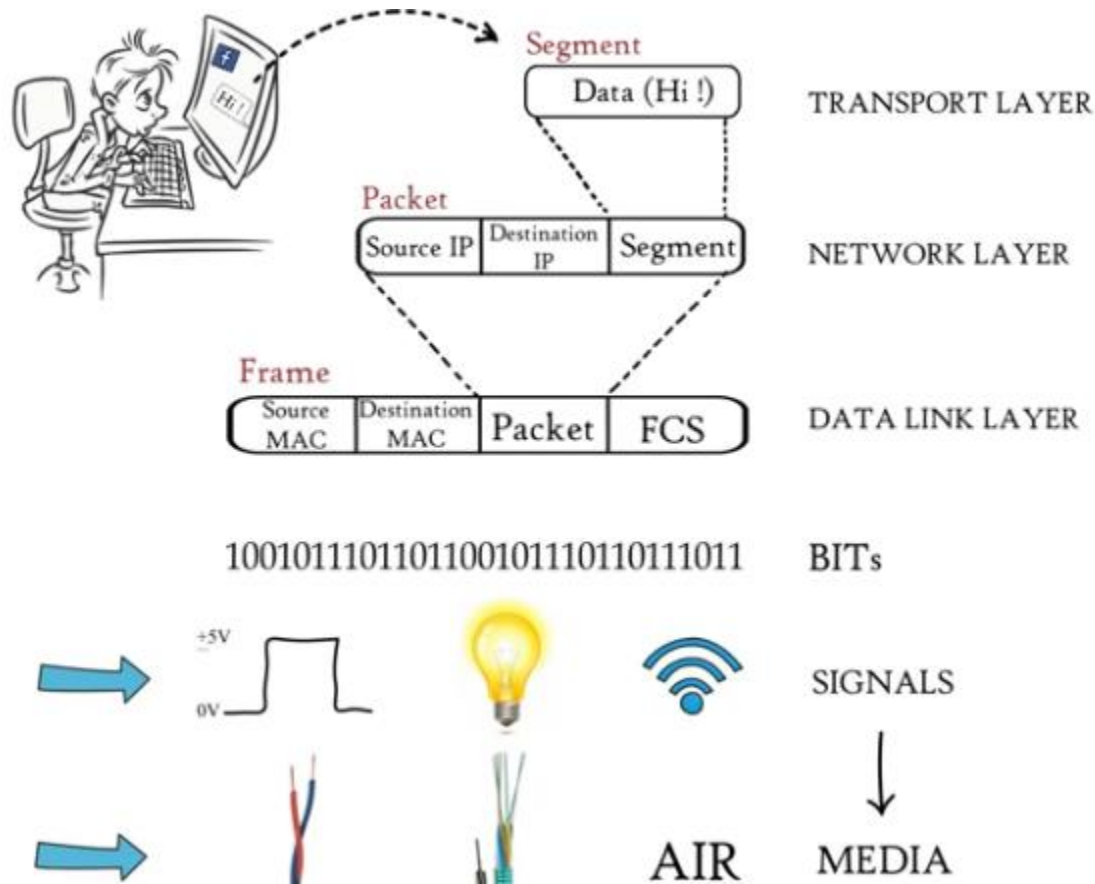 f
Hi !
Segment
Data (Hi !)
TRANSPORT LAYER
Packet
Source IP
Destination
IP
Segment
NETWORK LAYER
Frame
Source
MAC
Destination
MAC
Packet
FCS
DATA LINK LAYER
1001011101101100101110110111011
BITs
+5V
0V
SIGNALS
AIR
MEDIA